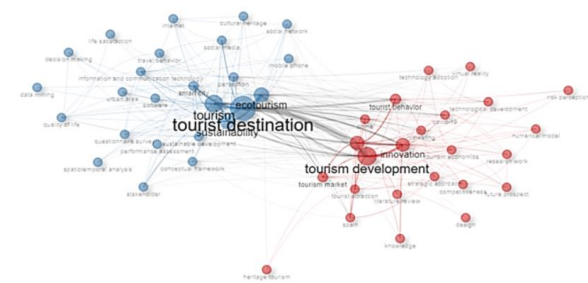 internet
cultural heritage
social network
life satisfaction
social media
decision making
travel behavior
mobile phone
information and communication technology
perception
data mining
urban area
software
ecotourism
tourism
tourist destination
sustainability
quality of life
questionnaire survey
sustainable development
performance assessment
spatiotemporal analysis
conceptual framework
stakeholder
technology adoption
virtual reality
risk perception
tourist behavior
technological development
china
numerical model
innovation
tourism economics
research work
tourism development
tourism market
strategic approach
competitiveness
future prospect
tourist attraction
literature review
spain
design
knowledge
heritage tourism